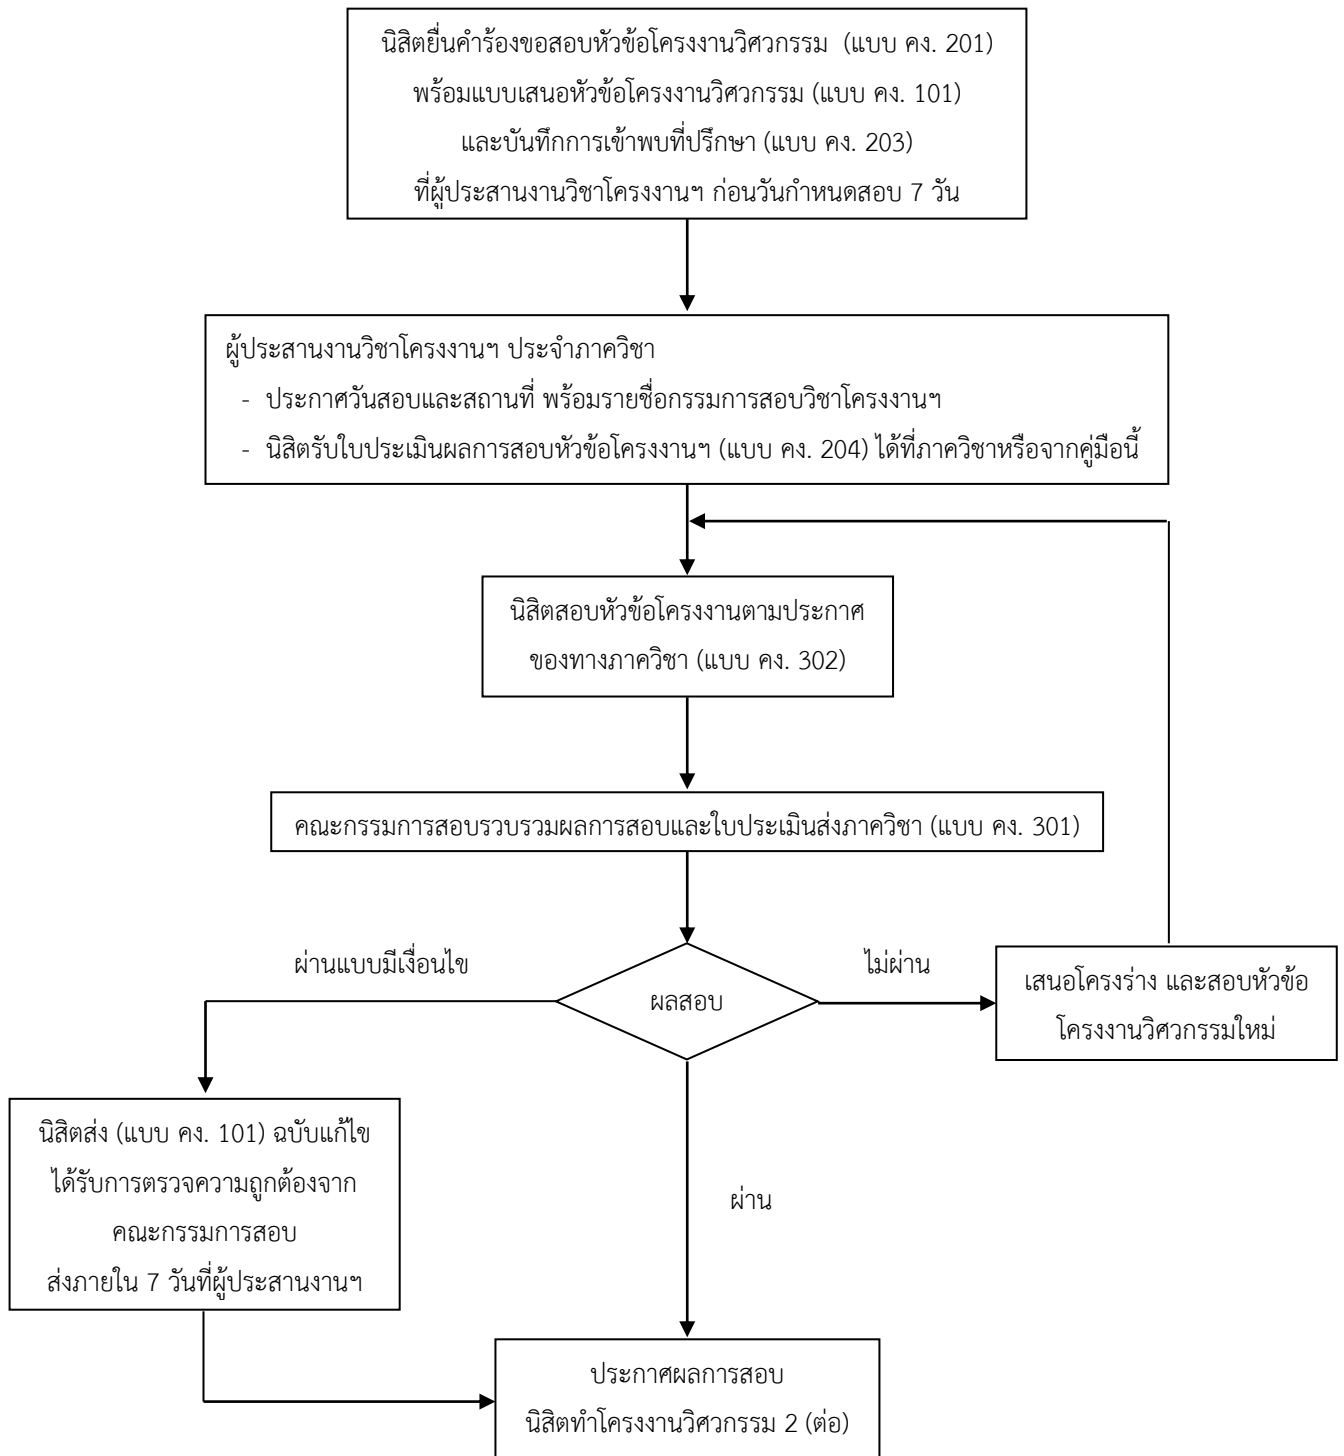 นิสิตยื่นคำร้องขอสอบหัวข้อโครงงานวิศวกรรม (แบบ คง. 201)
พร้อมแบบเสนอหัวข้อโครงงานวิศวกรรม (แบบ คง. 101)
และบันทึกการเข้าพบที่ปรึกษา (แบบ คง. 203)
ที่ผู้ประสานงานวิชาโครงงานฯ ก่อนวันกำหนดสอบ 7 วัน
ผู้ประสานงานวิชาโครงงานฯ ประจำภาควิชา
- ประกาศวันสอบและสถานที่ พร้อมรายชื่อกรรมการสอบวิชาโครงงานฯ
- นิสิตรับใบประเมินผลการสอบหัวข้อโครงงานฯ (แบบ คง. 204) ได้ที่ภาควิชาหรือจากคู่มือนี้
นิสิตสอบหัวข้อโครงงานตามประกาศ
ของทางภาควิชา (แบบ คง. 302)
คณะกรรมการสอบรวบรวมผลการสอบและใบประเมินส่งภาควิชา (แบบ คง. 301)
ผ่านแบบมีเงื่อนไข
ไม่ผ่าน
ผลสอบ
เสนอโครงร่าง และสอบหัวข้อ
โครงงานวิศวกรรมใหม่
นิสิตส่ง (แบบ คง. 101) ฉบับแก้ไข
ได้รับการตรวจความถูกต้องจาก
คณะกรรมการสอบ
ส่งภายใน 7 วันที่ผู้ประสานงานฯ
ผ่าน
ประกาศผลการสอบ
นิสิตทำโครงงานวิศวกรรม 2 (ต่อ)